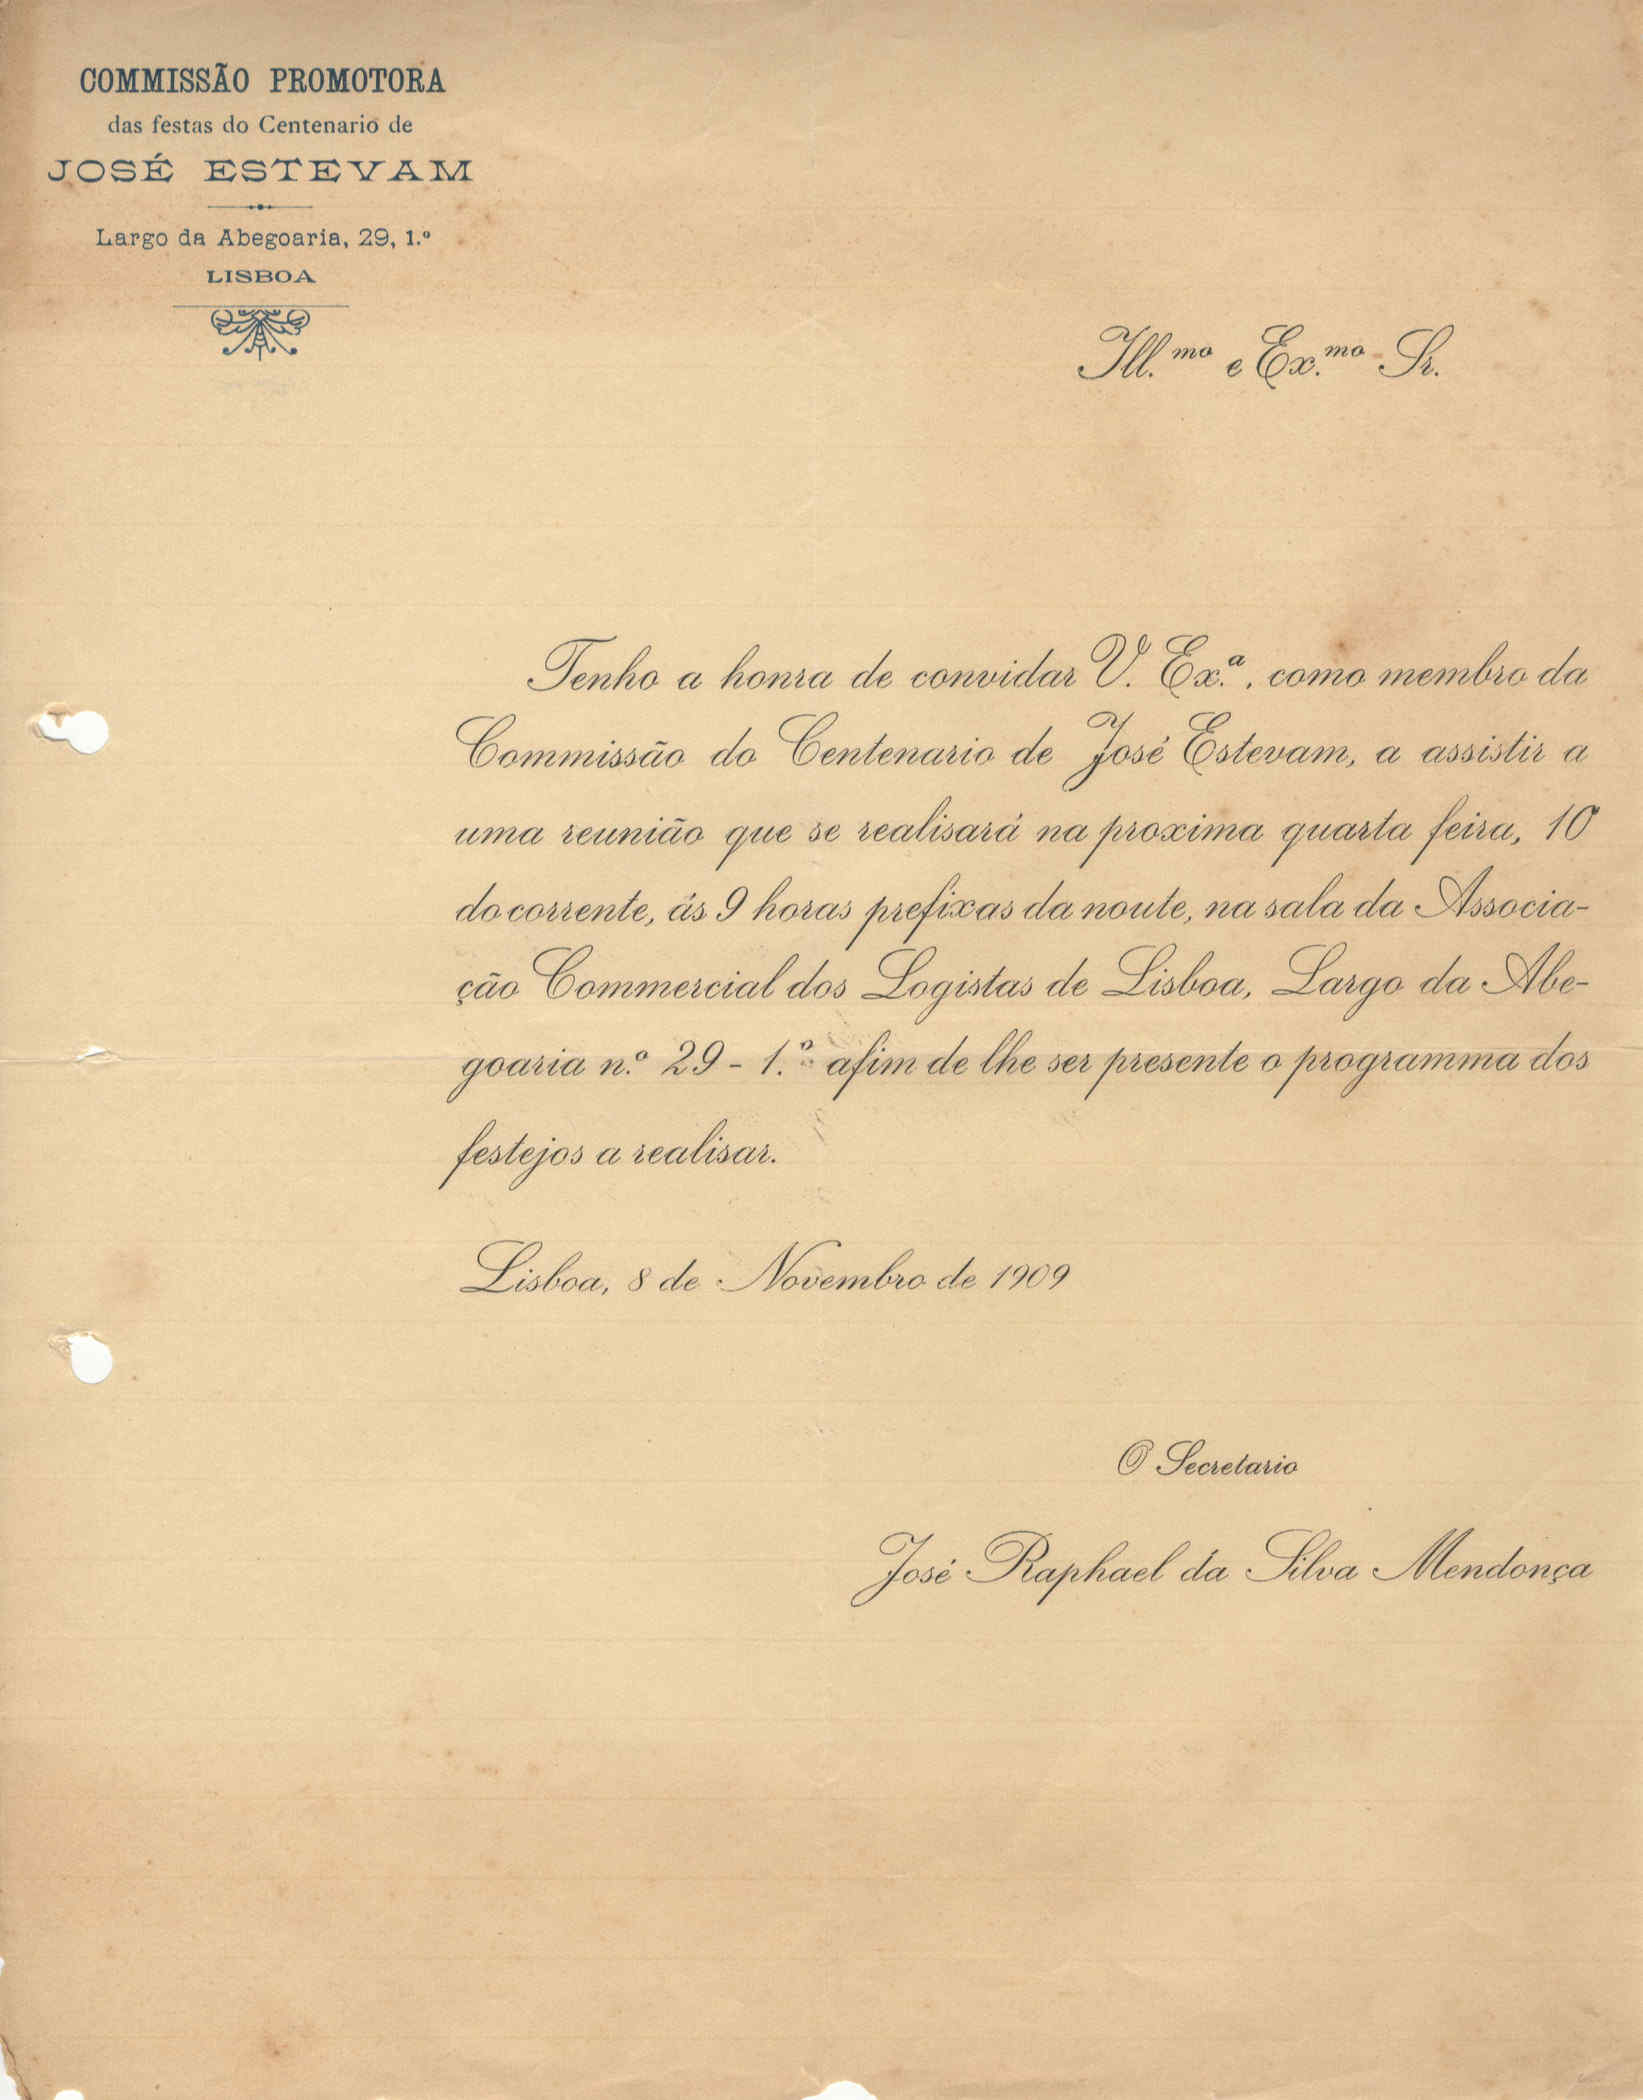 COMMISSÃO PROMOTORA
das festas do Centenario de
JOSÉ ESTEVAM
Largo da Abegoaria, 29, 1.º
LISBOA
Ill.mo e Ex.mo Sr.
Tenho a honra de convidar V. Ex.ª, como membro da
Commissão do Centenario de José Estevam, a assistir a
uma reunião que se realisará na proxima quarta feira, 10
do corrente, ás 9 horas prefixas da noute, na sala da Associa-
ção Commercial dos Logistas de Lisboa, Largo da Abe-
goaria n.º 29 - 1.º afim de lhe ser presente o programma dos
festejos a realisar.
Lisboa, 8 de Novembro de 1909
O Secretario
José Raphael da Silva Mendonça